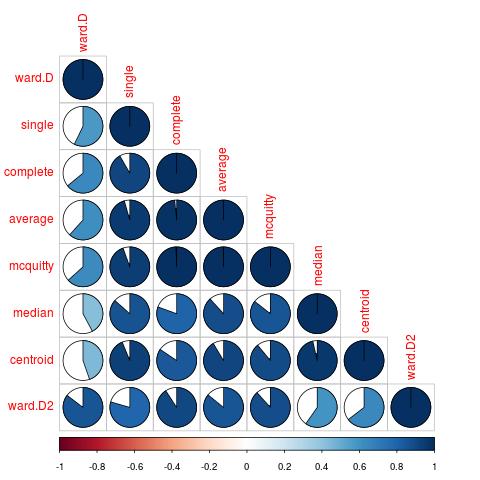 ward.D
single
complete
average
mcquitty
median
centroid
ward.D2
ward.D
single
complete
average
mcquitty
median
centroid
ward.D2
-1 -0.8 -0.6 -0.4 -0.2 0 0.2 0.4 0.6 0.8 1